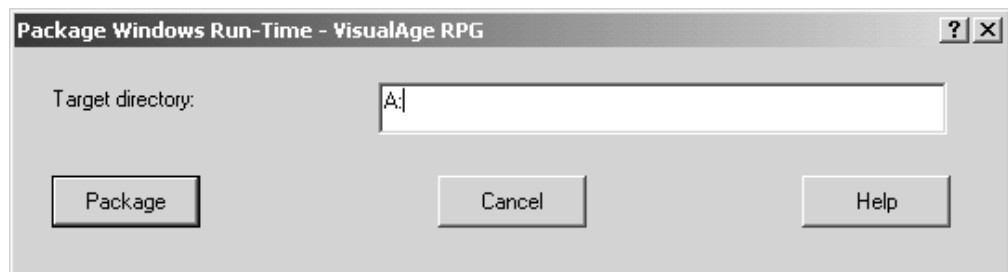 Package Windows Run-Time - VisualAge RPG ? X
Target directory: A:
Package Cancel Help